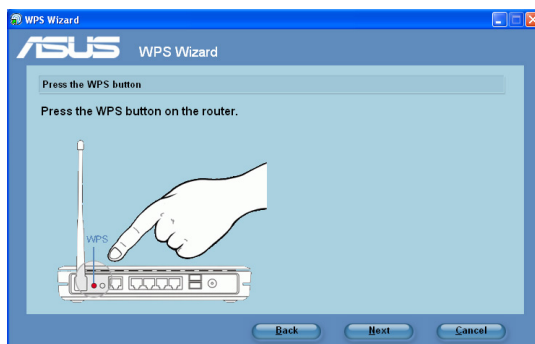 WPS Wizard
ASUS WPS Wizard
Press the WPS button
Press the WPS button on the router.
WPS
Back Next Cancel